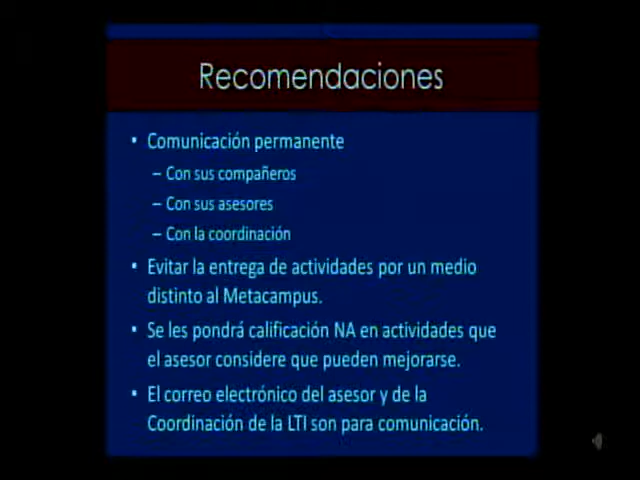 Recomendaciones
• Comunicación permanente
– Con sus compañeros
– Con sus asesores
– Con la coordinación
• Evitar la entrega de actividades por un medio
distinto al Metacampus.
• Se les pondrá calificación NA en actividades que
el asesor considere que pueden mejorarse.
• El correo electrónico del asesor y de la
Coordinación de la LTI son para comunicación.